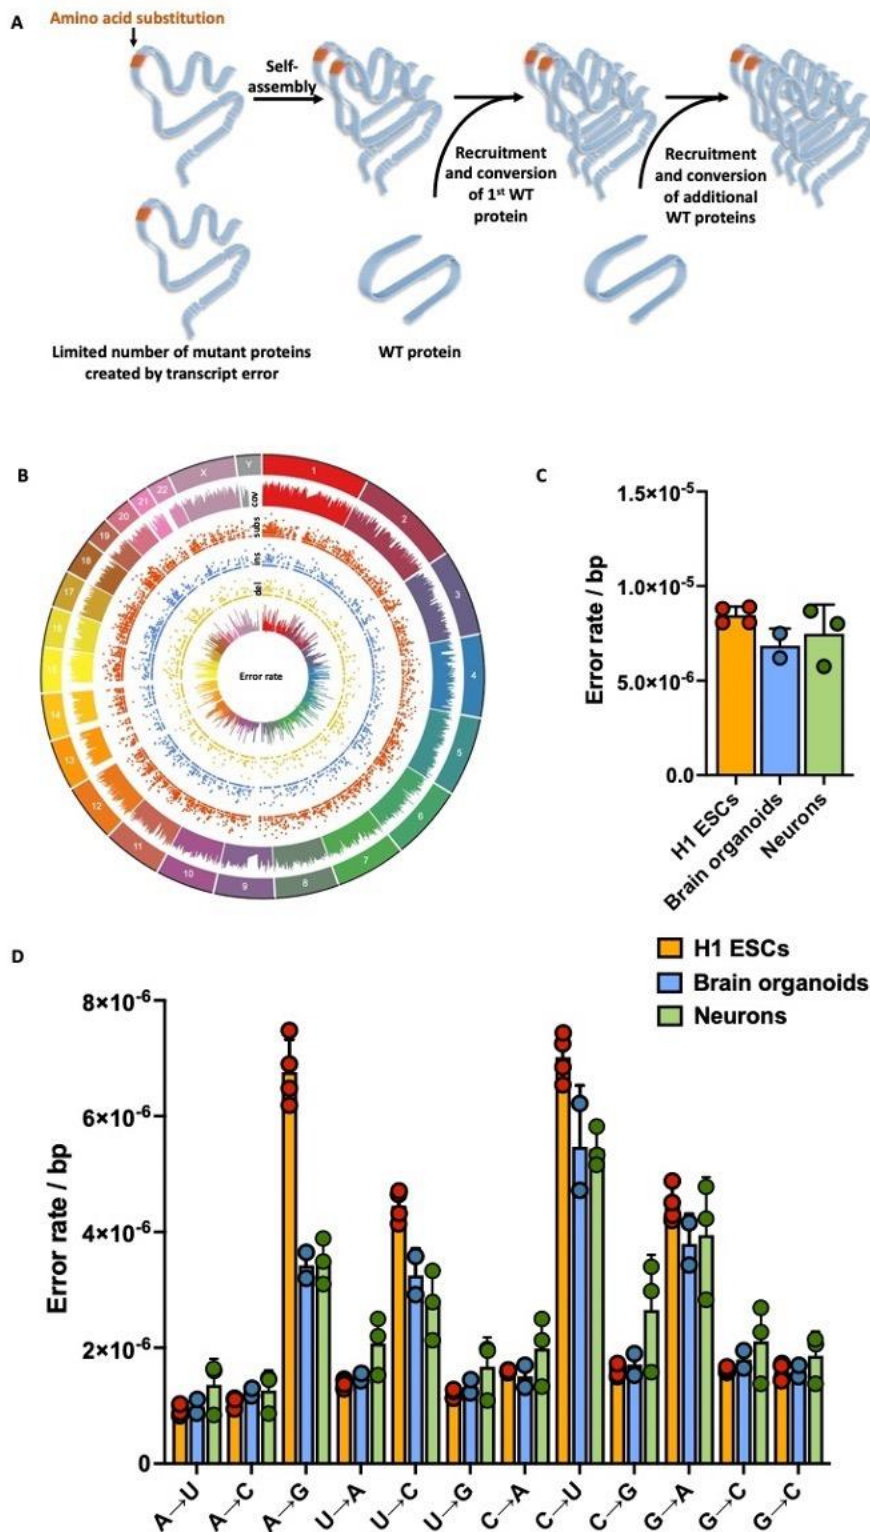 A
Amino acid substitution
Self-
assembly
Recruitment
and conversion
of 1st WT
protein
Recruitment
and conversion
of additional
WT proteins
Limited number of mutant proteins
created by transcript error
WT protein
B
1
2
3
4
5
6
7
8
9
10
11
12
13
14
15
16
17
18
19
20
21
22
X
Y
cov
subs
ins
del
Error rate
C
Error rate / bp
1.5×10-5
1.0×10-5
5.0×10-6
0.0
H1 ESCs
Brain organoids
Neurons
D
H1 ESCs
Brain organoids
Neurons
Error rate / bp
8×10-6
6×10-6
4×10-6
2×10-6
0
A→U
A→C
A→G
U→A
U→C
U→G
C→A
C→U
C→G
G→A
G→C
G→C